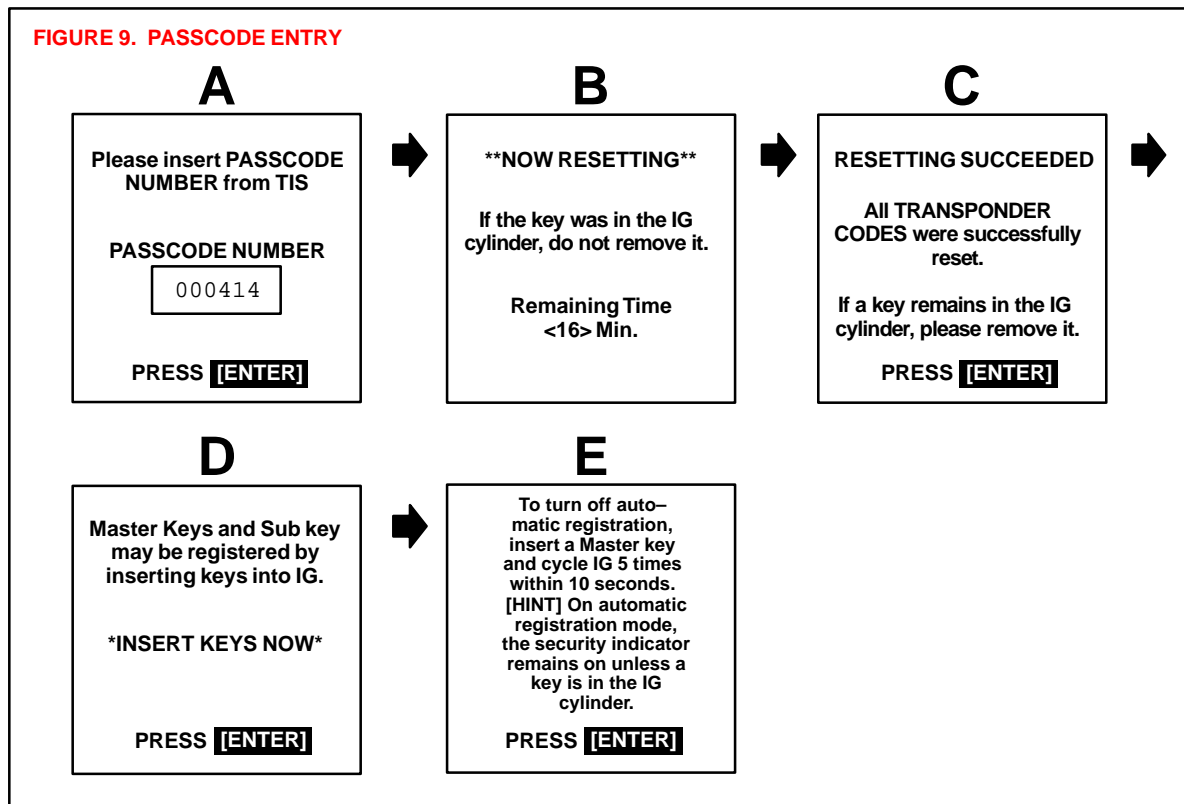 FIGURE 9. PASSCODE ENTRY
A
Please insert PASSCODE
NUMBER from TIS
PASSCODE NUMBER
000414
PRESS [ENTER]
B
**NOW RESETTING**
If the key was in the IG
cylinder, do not remove it.
Remaining Time
<16> Min.
C
RESETTING SUCCEEDED
All TRANSPONDER
CODES were successfully
reset.
If a key remains in the IG
cylinder, please remove it.
PRESS [ENTER]
D
Master Keys and Sub key
may be registered by
inserting keys into IG.
*INSERT KEYS NOW*
PRESS [ENTER]
E
To turn off auto–
matic registration,
insert a Master key
and cycle IG 5 times
within 10 seconds.
[HINT] On automatic
registration mode,
the security indicator
remains on unless a
key is in the IG
cylinder.
PRESS [ENTER]